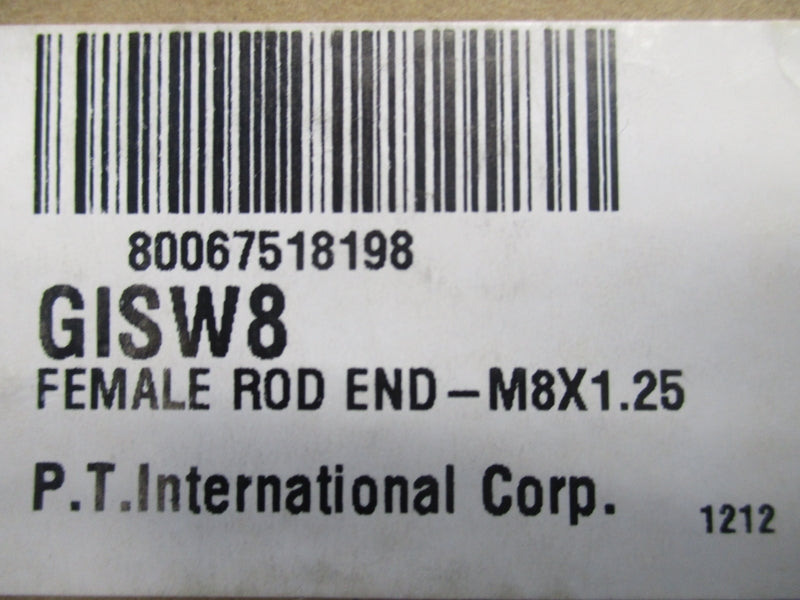 80067518198
GISW8
FEMALE ROD END-M8X1.25
P.T.International Corp.
1212